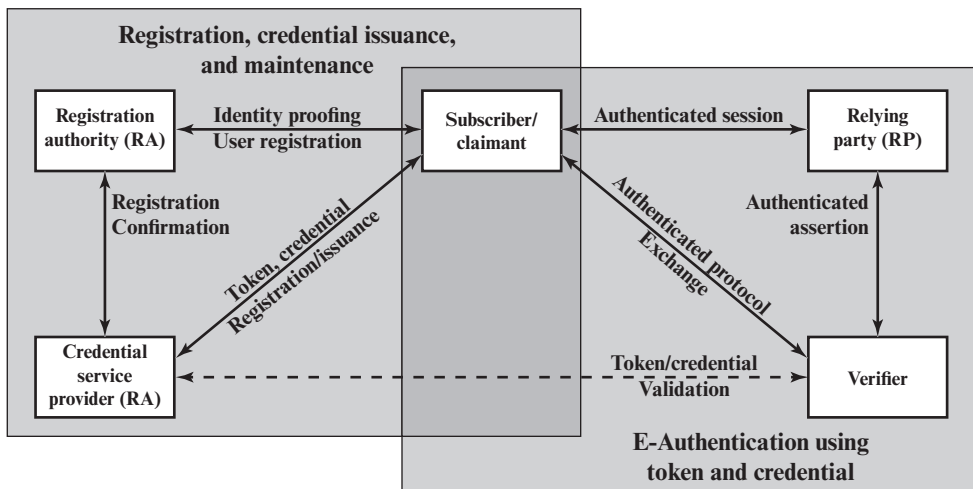 Registration, credential issuance,
and maintenance
Registration
authority (RA)
Identity proofing
User registration
Subscriber/
claimant
Authenticated session
Relying
party (RP)
Registration
Confirmation
Token, credential
Registration/issuance
Authenticated protocol
Exchange
Authenticated
assertion
Credential
service
provider (RA)
Token/credential
Validation
Verifier
E-Authentication using
token and credential